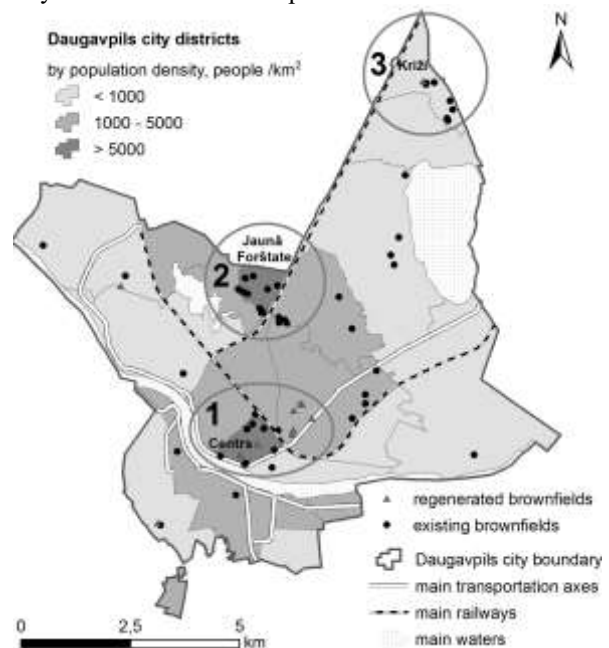 Daugavpils city districts
by population density, people /km²
< 1000
1000 - 5000
> 5000
N
3
Križi
Jaunā
Forštate
2
1
Centrs
regenerated brownfields
existing brownfields
Daugavpils city boundary
main transportation axes
main railways
main waters
0 2,5 5
km